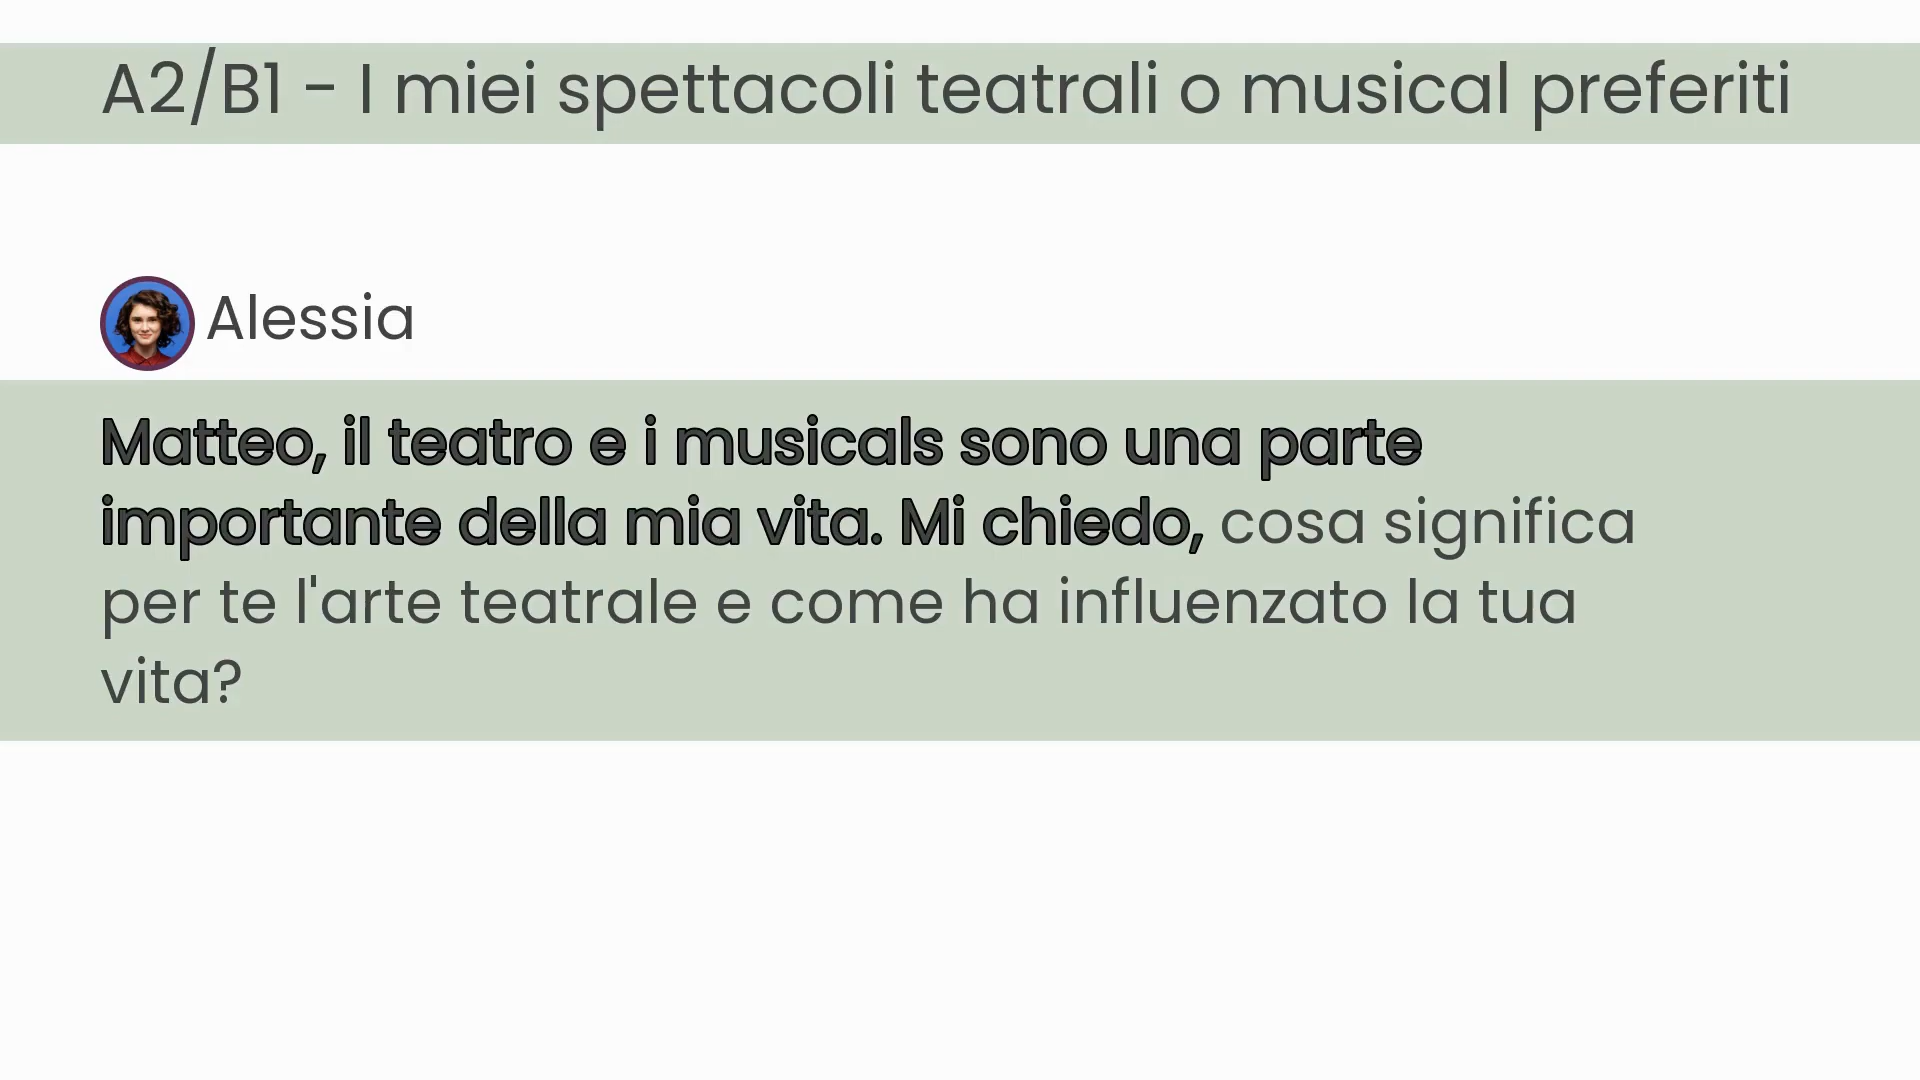 A2/B1 - I miei spettacoli teatrali o musical preferiti
Alessia
Matteo, il teatro e i musicals sono una parte
importante della mia vita. Mi chiedo, cosa significa
per te l'arte teatrale e come ha influenzato la tua
vita?